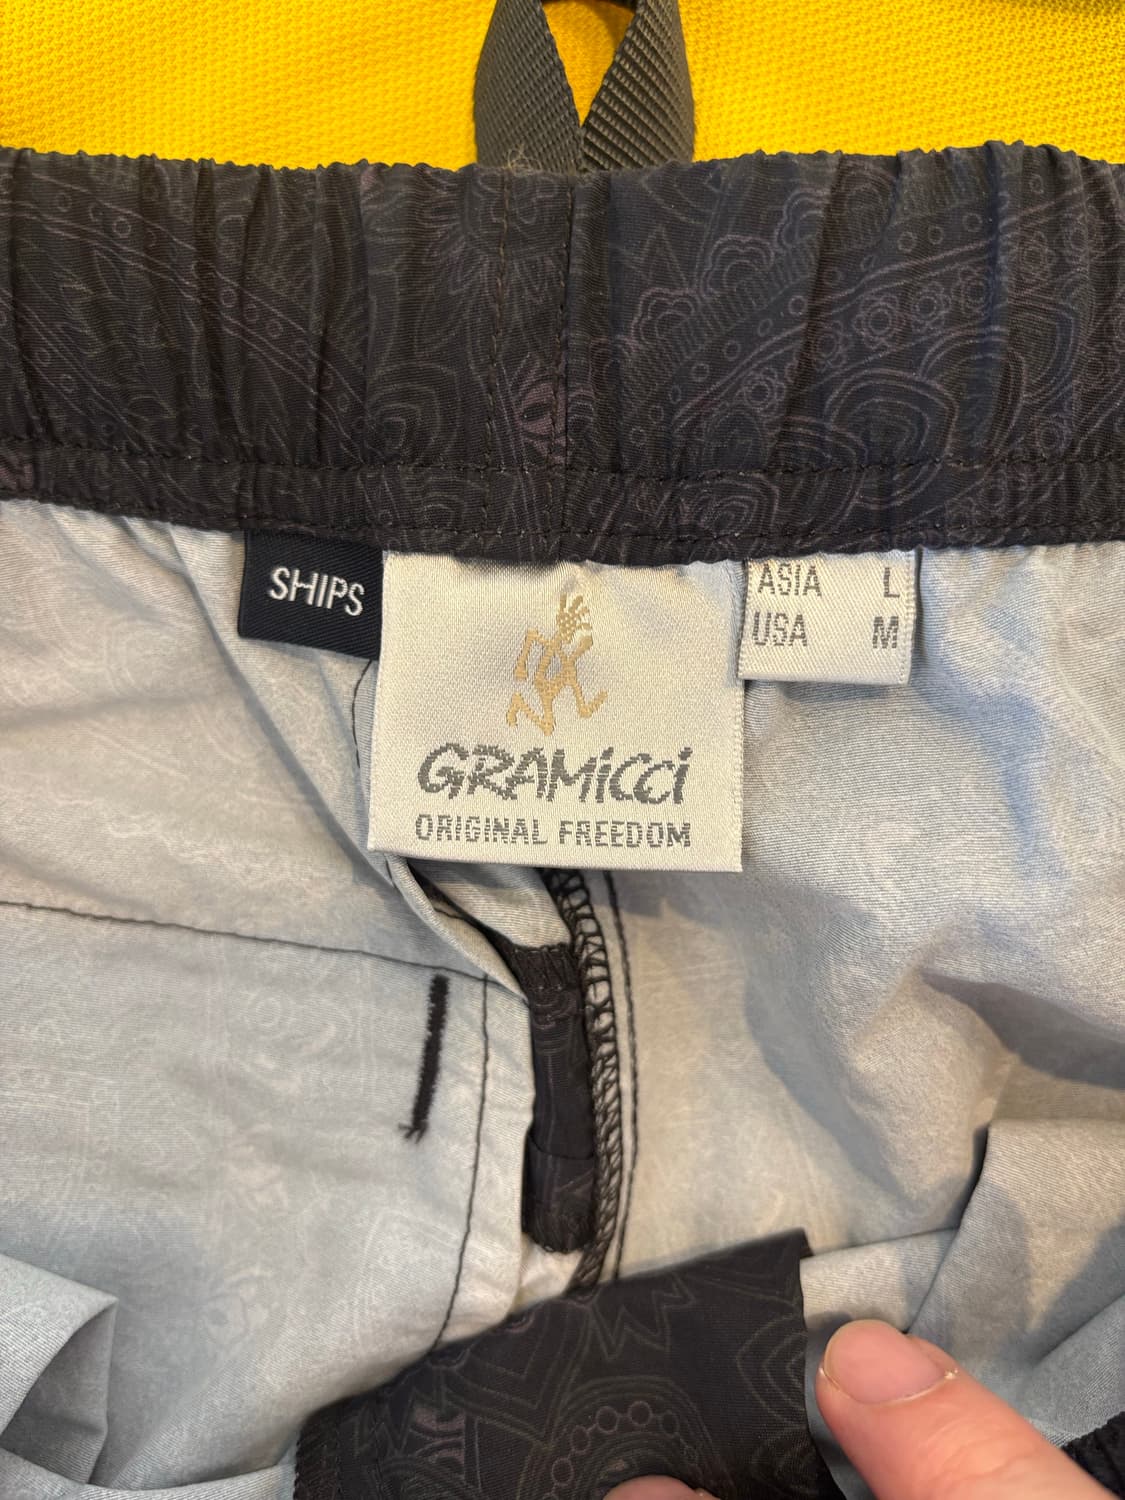 SHIPS
GRAMiCCi
ORIGINAL FREEDOM
ASIA L
USA M